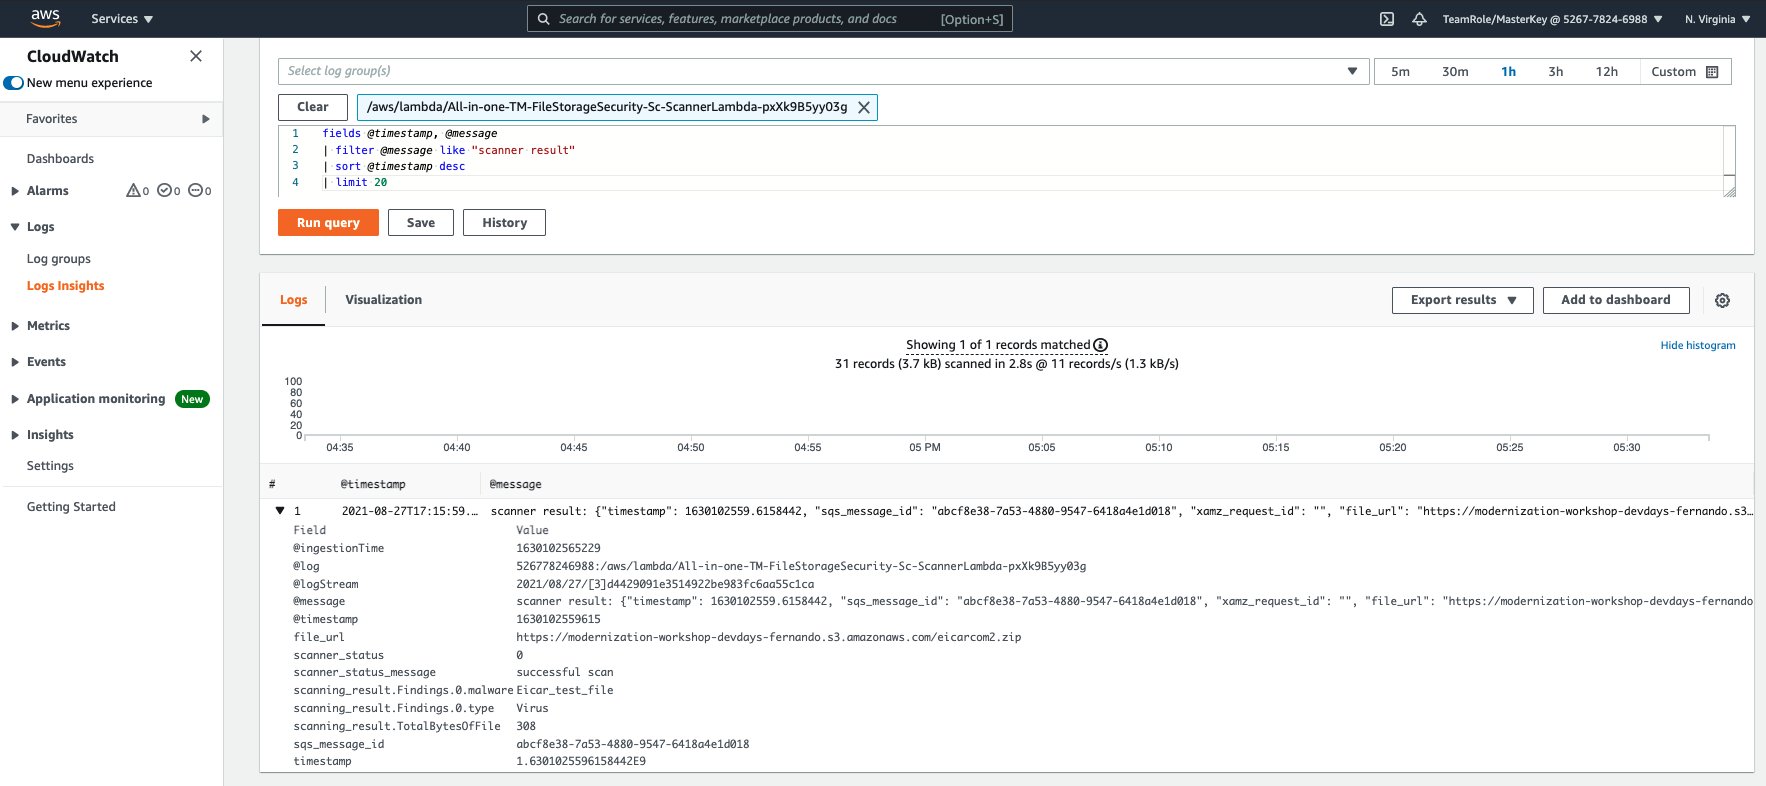 aws Services Search for services, features, marketplace products, and docs [Option+S] TeamRole/MasterKey @ 5267-7824-6988 N. Virginia
CloudWatch
New menu experience
Favorites
Dashboards
Alarms 0 0 0
Logs
Log groups
Logs Insights
Metrics
Events
Application monitoring New
Insights
Settings
Getting Started
Select log group(s) 5m 30m 1h 3h 12h Custom
Clear /aws/lambda/All-in-one-TM-FileStorageSecurity-Sc-ScannerLambda-pxXk9B5yy03g
1 fields @timestamp, @message
2 | filter @message like "scanner result"
3 | sort @timestamp desc
4 | limit 20
Run query Save History
Logs Visualization Export results Add to dashboard
Showing 1 of 1 records matched
Hide histogram
31 records (3.7 kB) scanned in 2.8s @ 11 records/s (1.3 kB/s)
100
80
60
40
20
0
04:35 04:40 04:45 04:50 04:55 05 PM 05:05 05:10 05:15 05:20 05:25 05:30
# @timestamp @message
1 2021-08-27T17:15:59... scanner result: {"timestamp": 1630102559.6158442, "sqs_message_id": "abcf8e38-7a53-4880-9547-6418a4e1d018", "xamz_request_id": "", "file_url": "https://modernization-workshop-devdays-fernando.s3...
Field Value
@ingestionTime 1630102565229
@log 526778246988:/aws/lambda/All-in-one-TM-FileStorageSecurity-Sc-ScannerLambda-pxXk9B5yy03g
@logStream 2021/08/27/[3]d4429091e3514922be983fc6aa55c1ca
@message scanner result: {"timestamp": 1630102559.6158442, "sqs_message_id": "abcf8e38-7a53-4880-9547-6418a4e1d018", "xamz_request_id": "", "file_url": "https://modernization-workshop-devdays-fernando
@timestamp 1630102559615
file_url https://modernization-workshop-devdays-fernando.s3.amazonaws.com/eicarcom2.zip
scanner_status 0
scanner_status_message successful scan
scanning_result.Findings.0.malware Eicar_test_file
scanning_result.Findings.0.type Virus
scanning_result.TotalBytesOfFile 308
sqs_message_id abcf8e38-7a53-4880-9547-6418a4e1d018
timestamp 1.6301025596158442E9